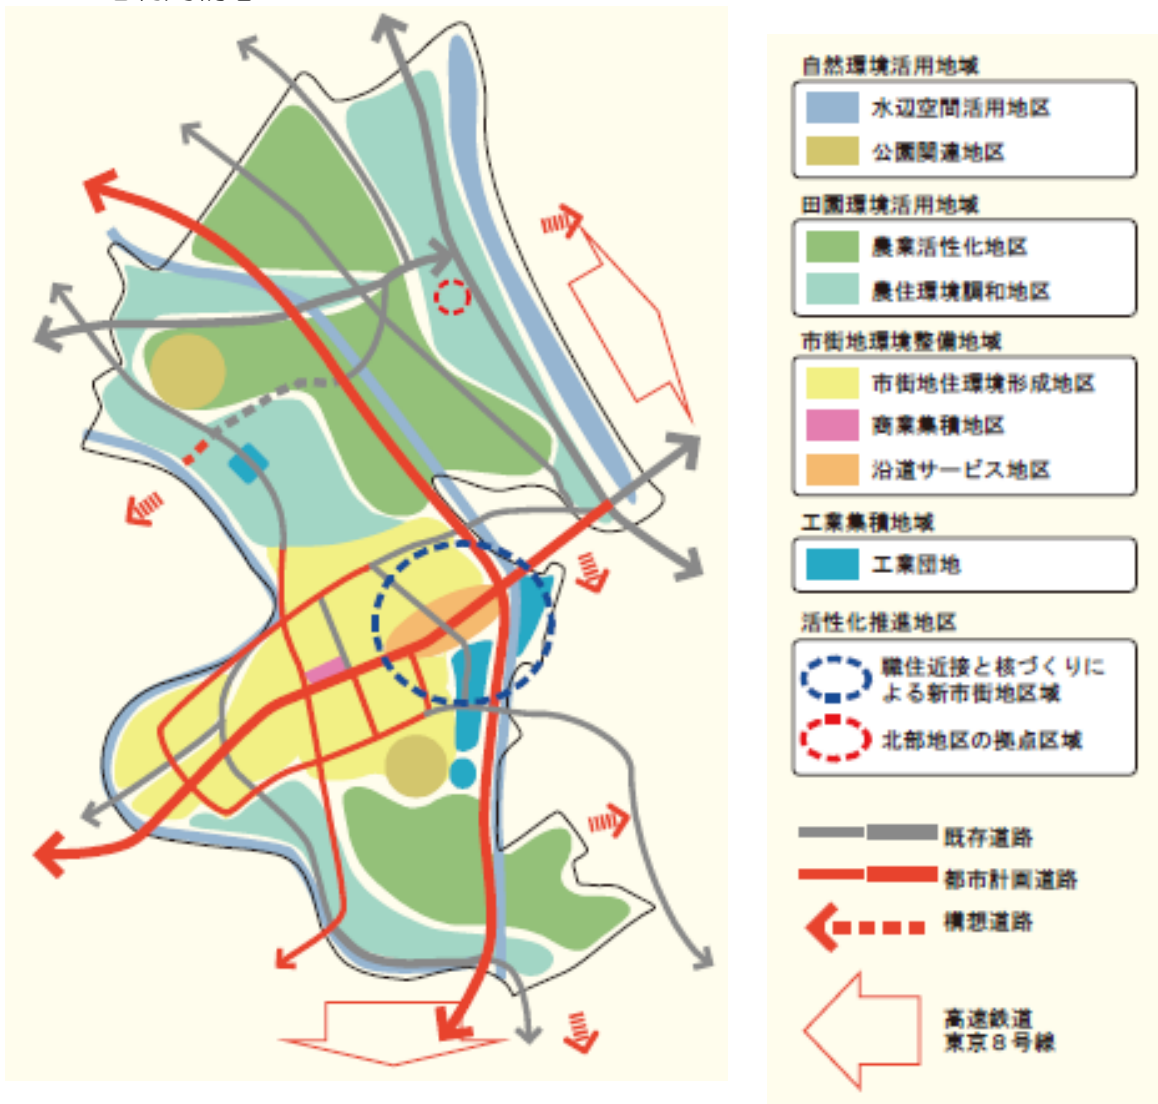 自然環境活用地域
水辺空間活用地区
公園関連地区
田園環境活用地域
農業活性化地区
農住環境調和地区
市街地環境整備地域
市街地住環境形成地区
商業集積地区
沿道サービス地区
工業集積地域
工業団地
活性化推進地区
職住近接と核づくりに
よる新市街地区域
北部地区の拠点区域
既存道路
都市計画道路
構想道路
高速鉄道
東京8号線